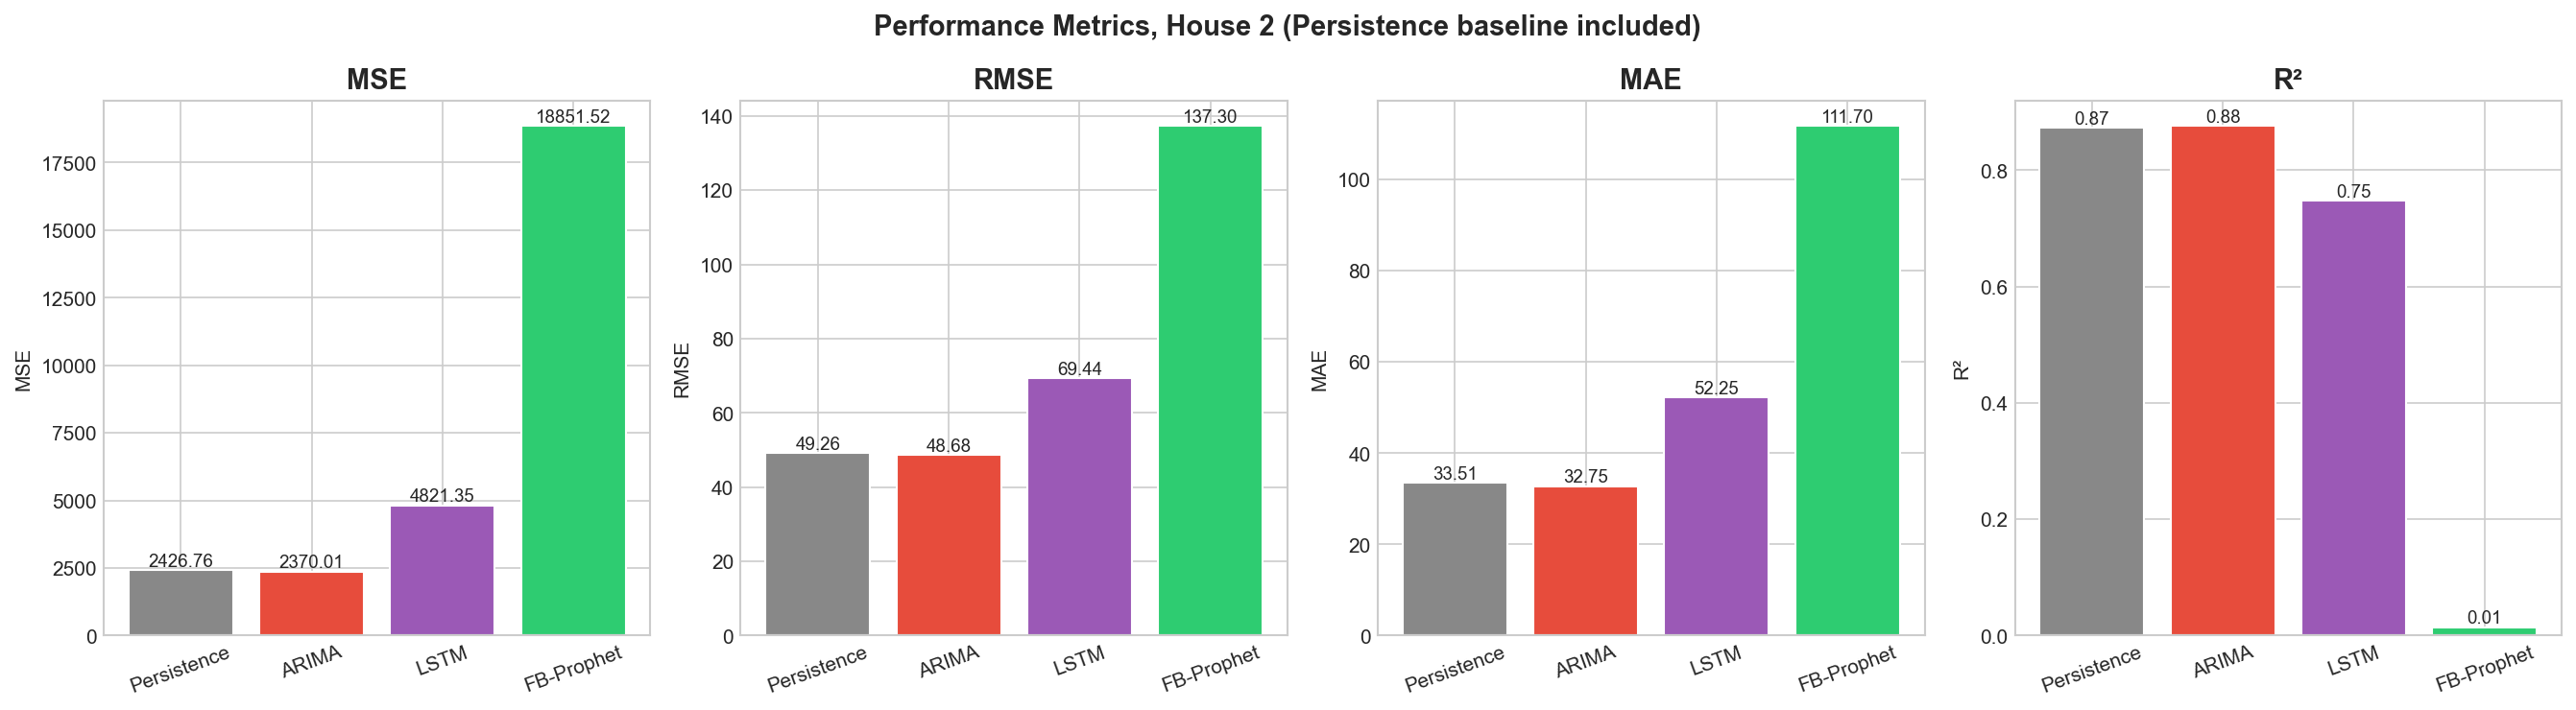 Performance Metrics, House 2 (Persistence baseline included)
MSE
MSE
17500
15000
12500
10000
7500
5000
2500
0
2426.76
2370.01
4821.35
18851.52
Persistence
ARIMA
LSTM
FB-Prophet
RMSE
RMSE
140
120
100
80
60
40
20
0
49.26
48.68
69.44
137.30
Persistence
ARIMA
LSTM
FB-Prophet
MAE
MAE
100
80
60
40
20
0
33.51
32.75
52.25
111.70
Persistence
ARIMA
LSTM
FB-Prophet
R²
R²
0.8
0.6
0.4
0.2
0.0
0.87
0.88
0.75
0.01
Persistence
ARIMA
LSTM
FB-Prophet